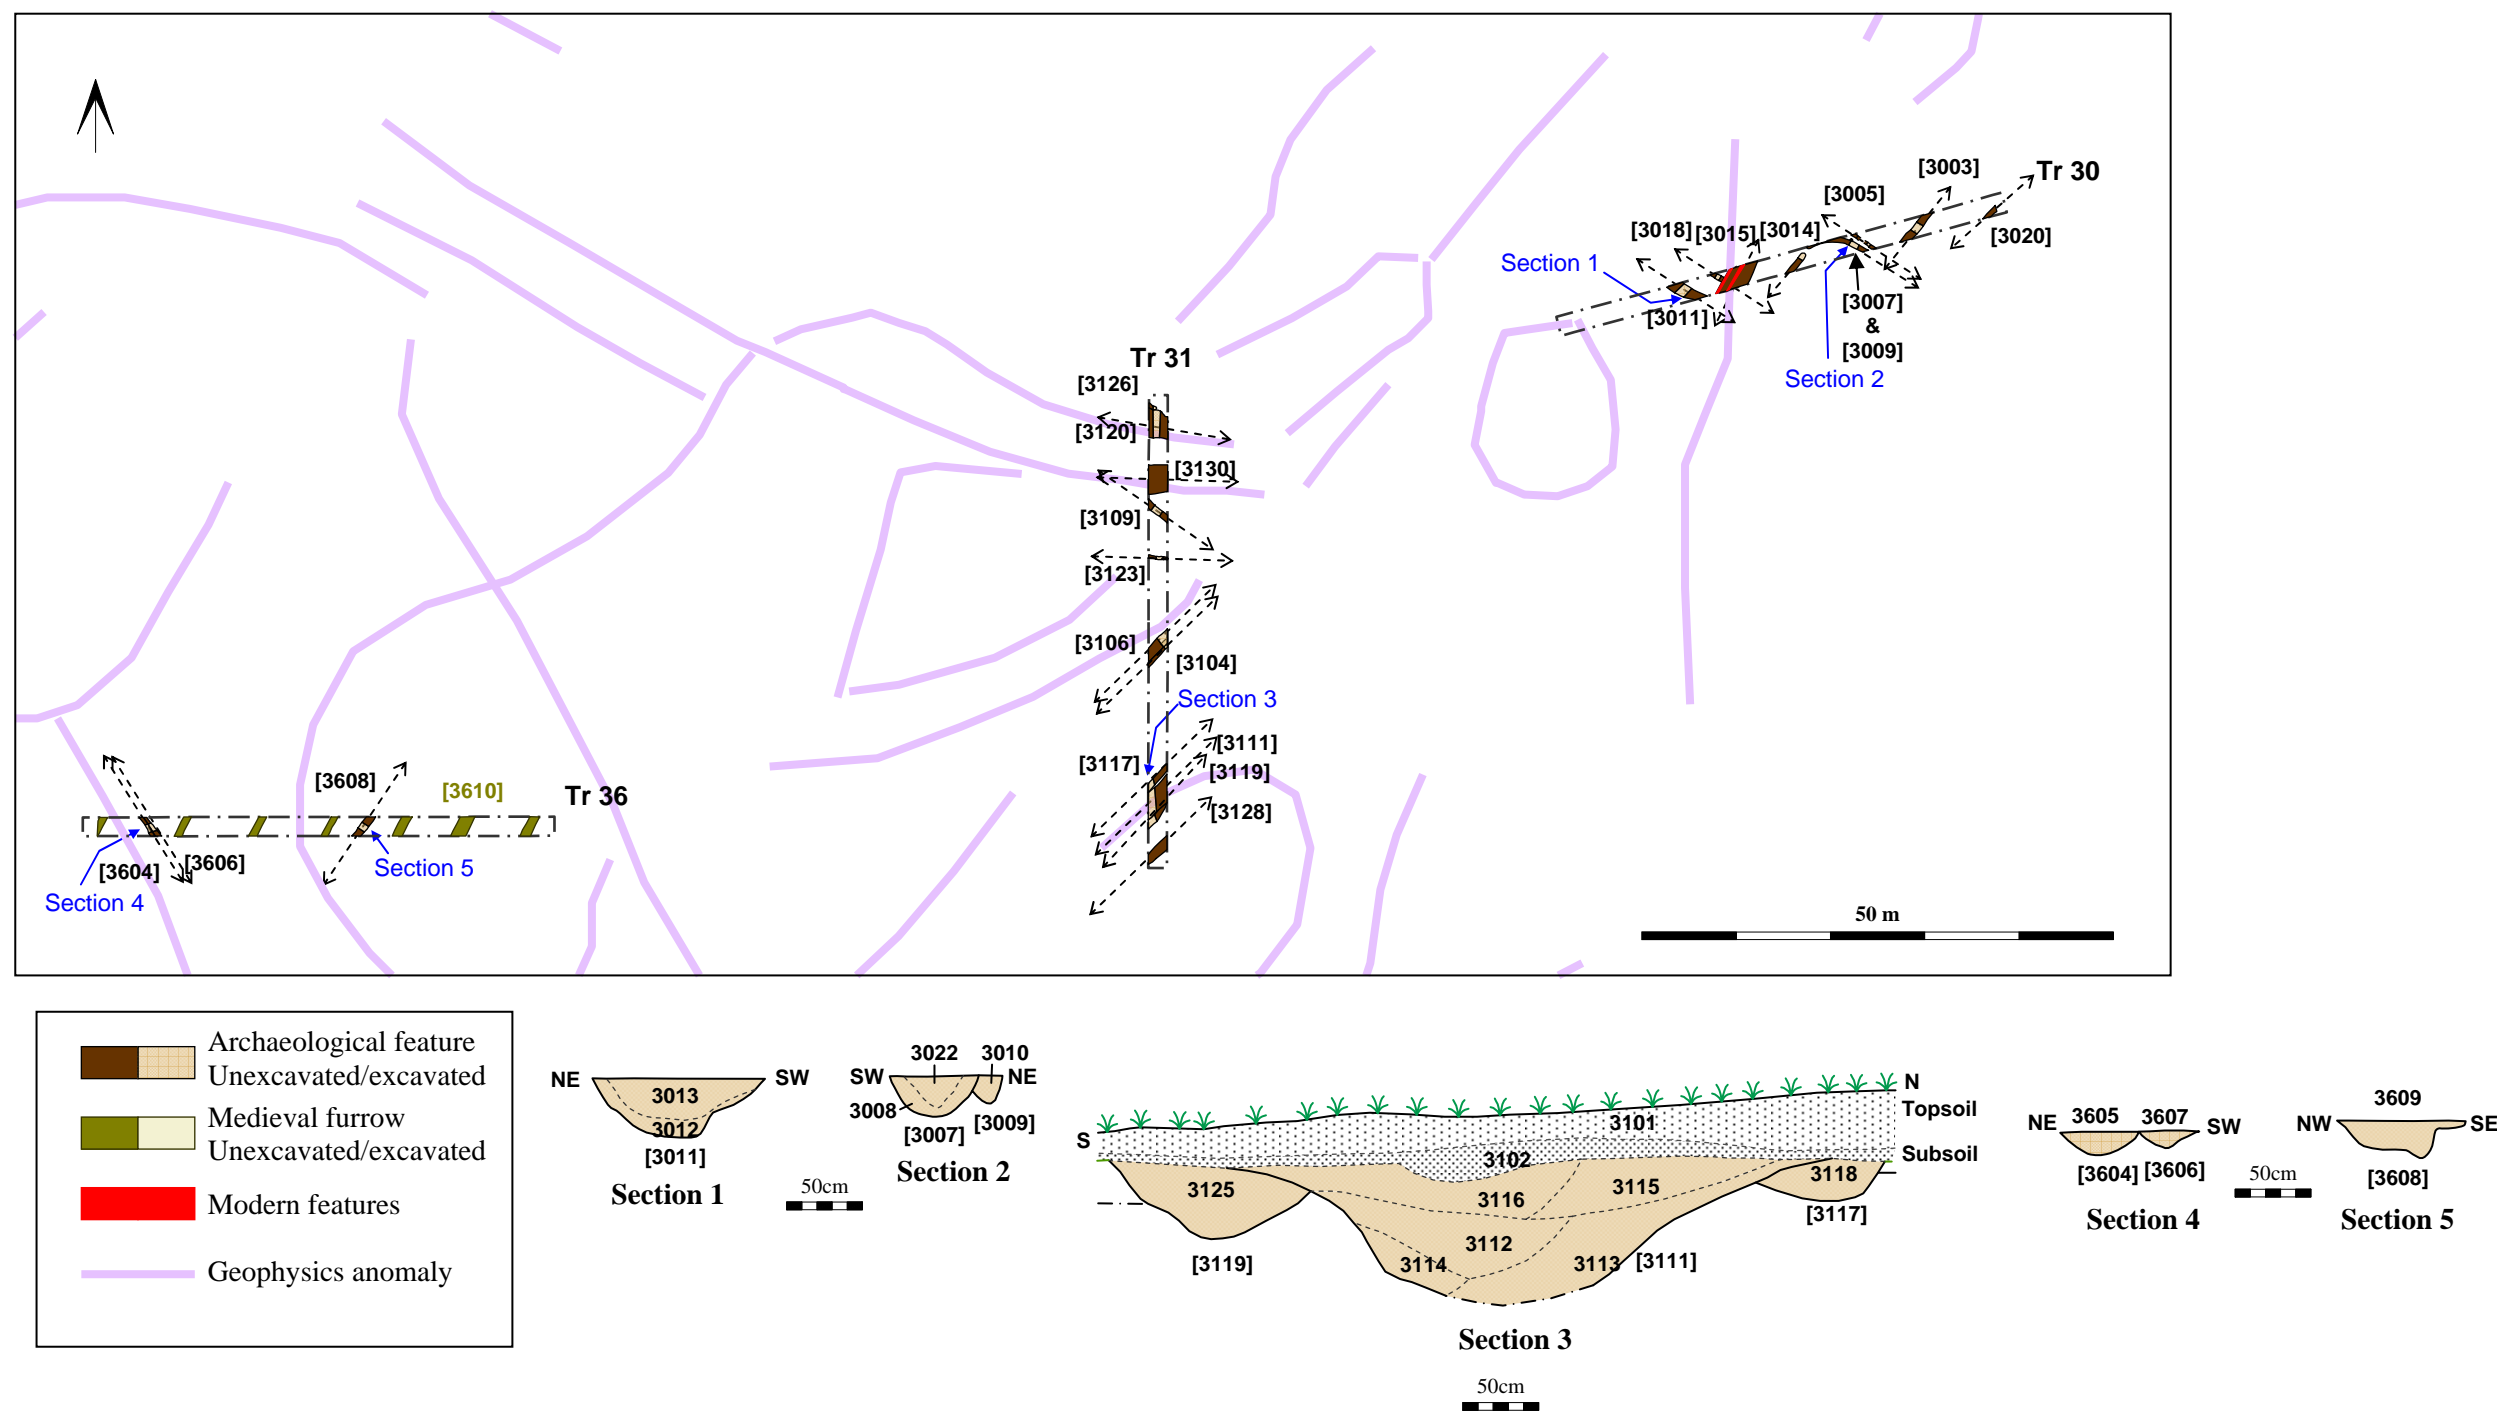 Tr 30
[3003]
[3005]
[3020]
[3018]
[3015]
[3014]
Section 1
[3011]
[3007]
&
[3009]
Section 2
Tr 31
[3126]
[3120]
[3130]
[3109]
[3123]
[3106]
[3104]
Section 3
[3117]
[3111]
[3119]
[3128]
[3608]
[3610]
Tr 36
[3604]
[3606]
Section 5
Section 4
50 m
Archaeological feature
Unexcavated/excavated
Medieval furrow
Unexcavated/excavated
Modern features
Geophysics anomaly
NE
SW
3013
3012
[3011]
Section 1
50cm
3022
3010
SW
NE
3008
[3007]
[3009]
Section 2
N
Topsoil
3101
S
Subsoil
3102
3125
3116
3115
3118
[3117]
3112
3114
3113
[3111]
[3119]
Section 3
50cm
NE
3605
3607
SW
[3604]
[3606]
Section 4
50cm
3609
NW
SE
[3608]
Section 5